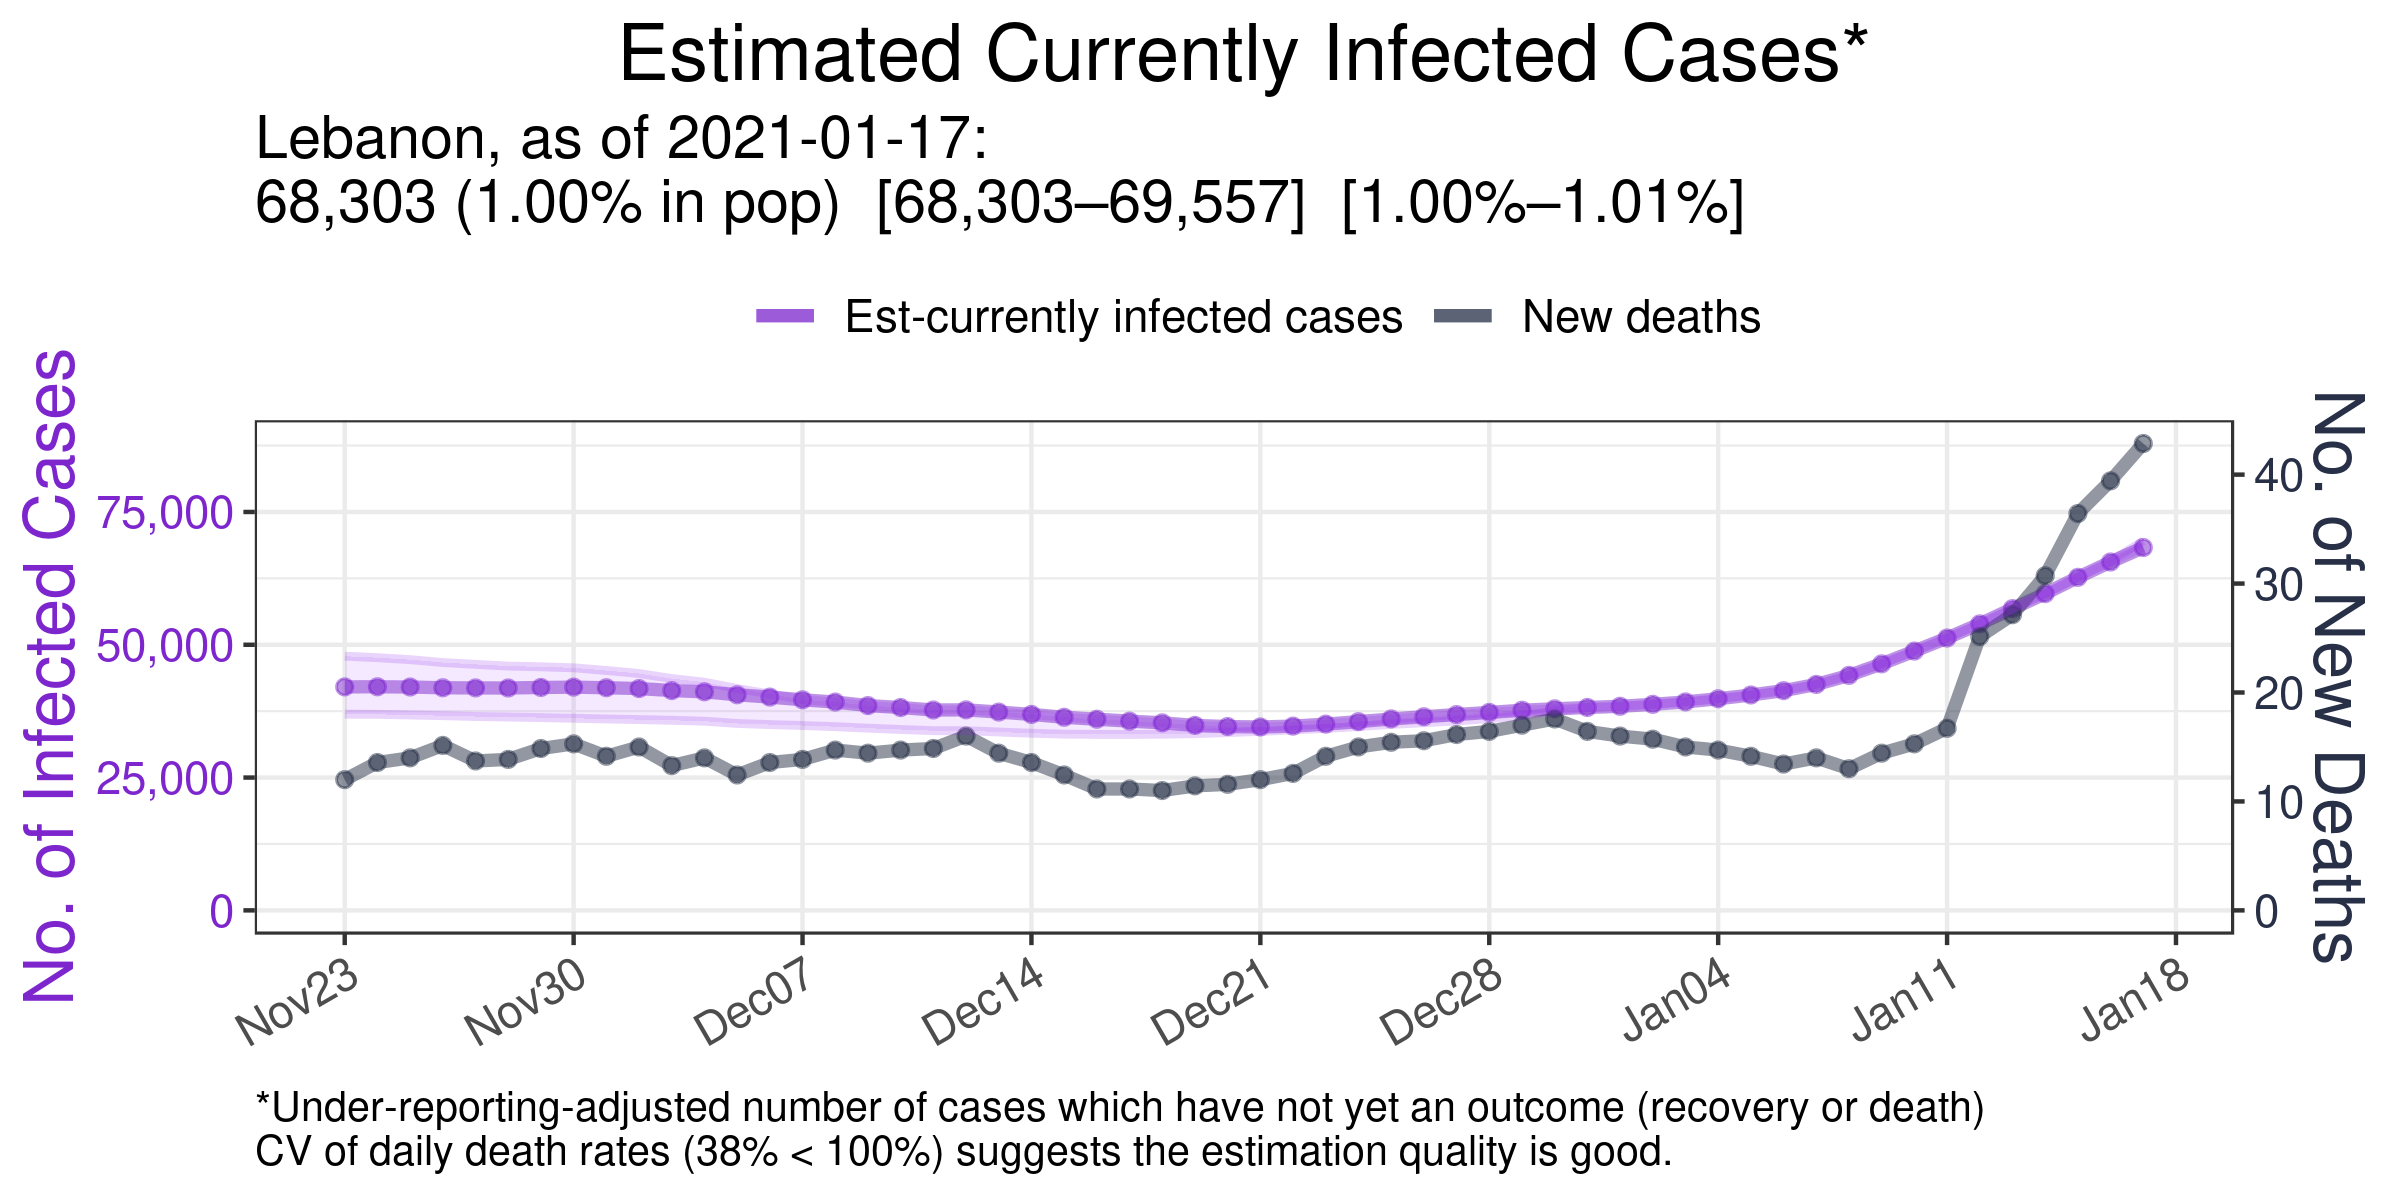 Estimated Currently Infected Cases*
Lebanon, as of 2021-01-17:
68,303 (1.00% in pop)  [68,303–69,557]  [1.00%–1.01%]
Est-currently infected cases
New deaths
No. of Infected Cases
75,000
50,000
25,000
0
40
30
20
10
0
No. of New Deaths
Nov23
Nov30
Dec07
Dec14
Dec21
Dec28
Jan04
Jan11
Jan18
*Under-reporting-adjusted number of cases which have not yet an outcome (recovery or death)
CV of daily death rates (38% < 100%) suggests the estimation quality is good.